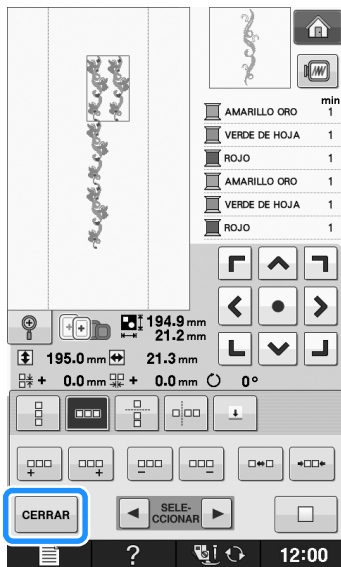 min
AMARILLO ORO 1
VERDE DE HOJA 1
ROJO 1
AMARILLO ORO 1
VERDE DE HOJA 1
ROJO 1
194.9 mm
21.2 mm
195.0 mm 21.3 mm
+ 0.0 mm + 0.0 mm 0°
CERRAR
SELE-
CCIONAR
? 12:00